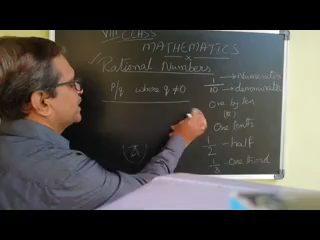 VIII CLASS
MATHEMATICS
Rational Numbers
P/q where q ≠ 0
1/10 → Numerator
→ denominator
One by ten
(or)
One tenth
1/2 - half
1/3 - One third